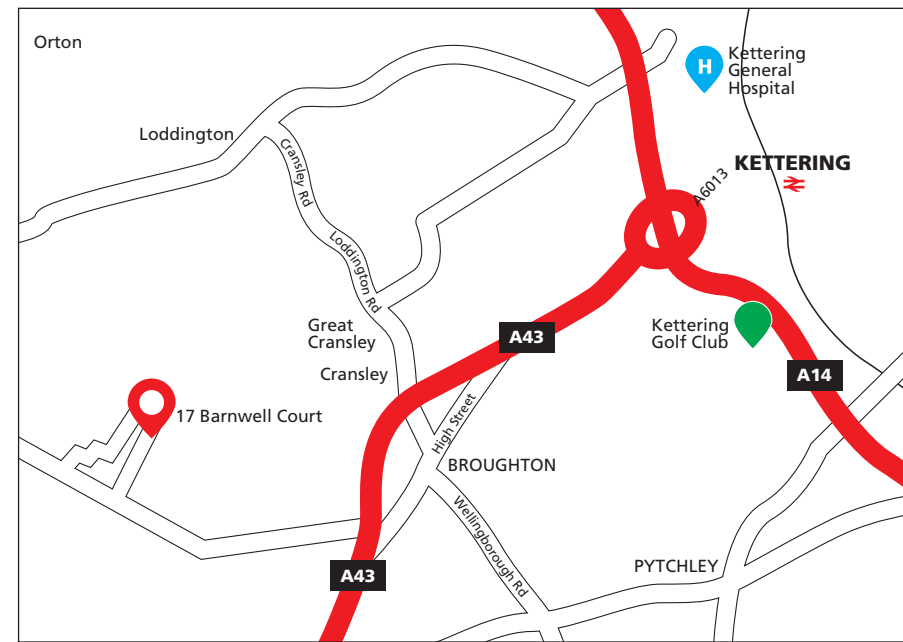 Orton
Kettering
General
Hospital
H
Loddington
Cransley Rd
KETTERING
A6013
Loddington Rd
Great
Cransley
A43
Kettering
Golf Club
Cransley
A14
17 Barnwell Court
High Street
BROUGHTON
Wellingborough Rd
PYTCHLEY
A43